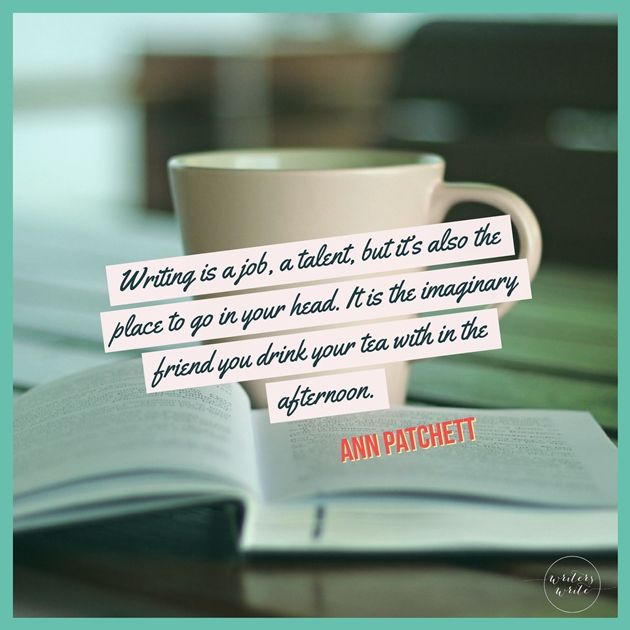 Writing is a job, a talent, but it's also the
place to go in your head. It is the imaginary
friend you drink your tea with in the
afternoon.
ANN PATCHETT
writers
write